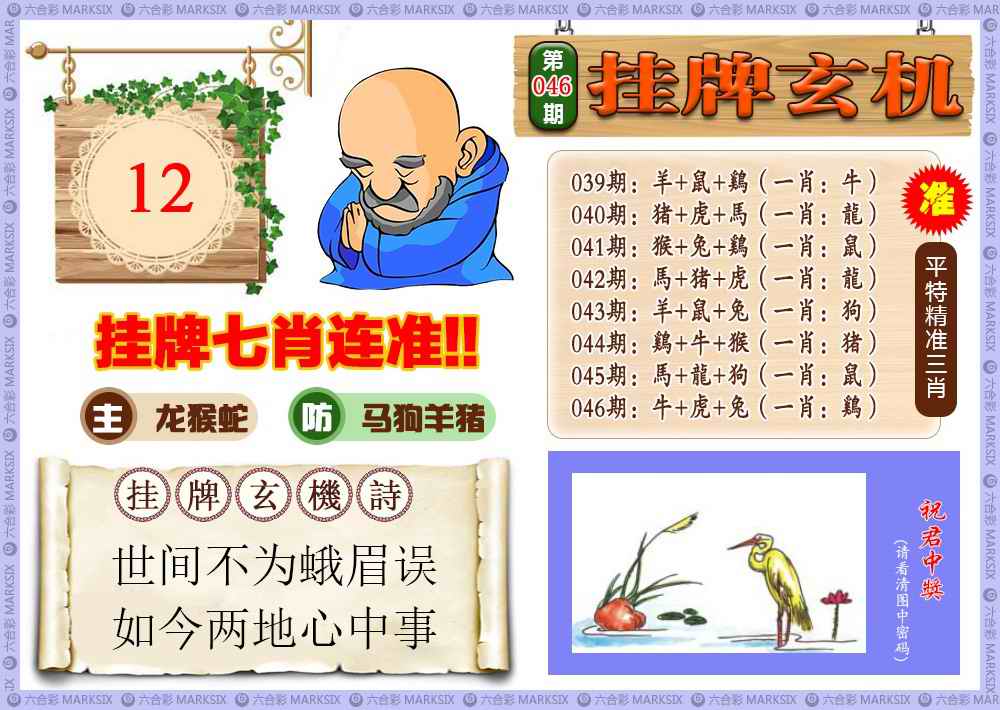 六合彩 MARKSIX
第046期
挂牌玄机
12
挂牌七肖连准!!
主 龙猴蛇
防 马狗羊猪
挂牌玄機詩
世间不为蛾眉误
如今两地心中事
039期：羊+鼠+鷄（一肖：牛）
040期：猪+虎+馬（一肖：龍）
041期：猴+兔+鷄（一肖：鼠）
042期：馬+猪+虎（一肖：龍）
043期：羊+鼠+兔（一肖：狗）
044期：鷄+牛+猴（一肖：猪）
045期：馬+龍+狗（一肖：鼠）
046期：牛+虎+兔（一肖：鷄）
准
平特精准三肖
祝君中獎
（请看清图中密码）